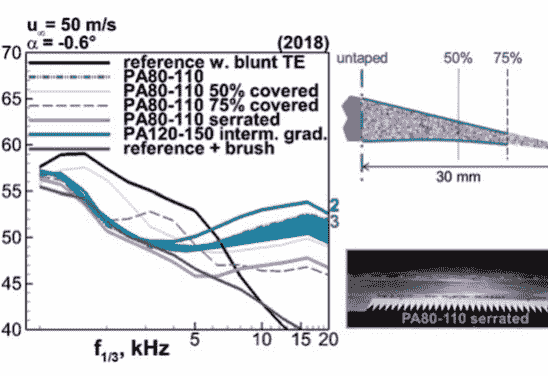 u∞= 50 m/s
α = -0.6°
(2018)
70
65
60
55
50
45
40
reference w. blunt TE
PA80-110
PA80-110 50% covered
PA80-110 75% covered
PA80-110 serrated
PA120-150 interm. grad.
reference + brush
2
3
5
10
15
20
f1/3, kHz
untaped
50%
75%
30 mm
PA80-110 serrated